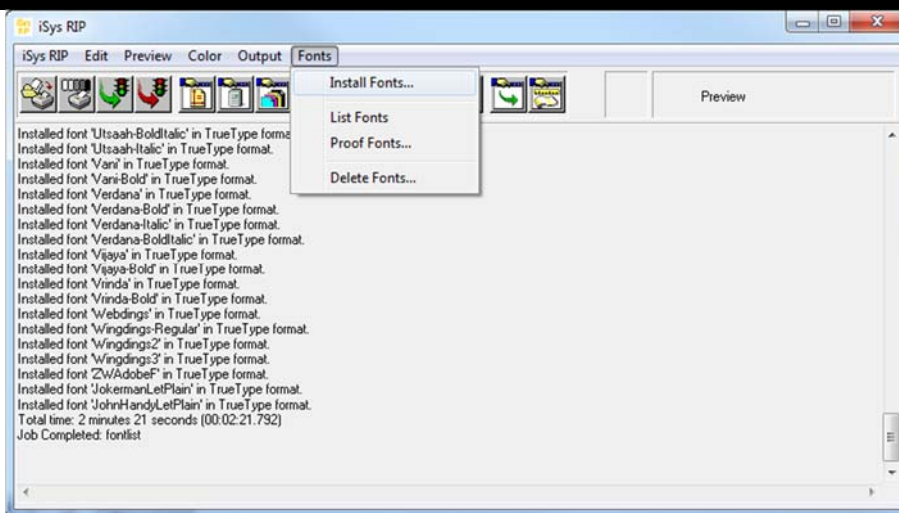 iSys RIP
iSys RIP Edit Preview Color Output Fonts
Install Fonts...
List Fonts
Proof Fonts...
Delete Fonts...
Preview
Installed font 'Utsaah-BoldItalic' in TrueType forma
Installed font 'Utsaah-Italic' in TrueType format.
Installed font 'Vani' in TrueType format.
Installed font 'Vani-Bold' in TrueType format.
Installed font 'Verdana' in TrueType format.
Installed font 'Verdana-Bold' in TrueType format.
Installed font 'Verdana-Italic' in TrueType format.
Installed font 'Verdana-BoldItalic' in TrueType format.
Installed font 'Vijaya' in TrueType format.
Installed font 'Vijaya-Bold' in TrueType format.
Installed font 'Vrinda' in TrueType format.
Installed font 'Vrinda-Bold' in TrueType format.
Installed font 'Webdings' in TrueType format.
Installed font 'Wingdings-Regular' in TrueType format.
Installed font 'Wingdings2' in TrueType format.
Installed font 'Wingdings3' in TrueType format.
Installed font 'ZWAdobeF' in TrueType format.
Installed font 'JokermanLetPlain' in TrueType format.
Installed font 'JohnHandyLetPlain' in TrueType format.
Total time: 2 minutes 21 seconds (00:02:21.792)
Job Completed: fontlist